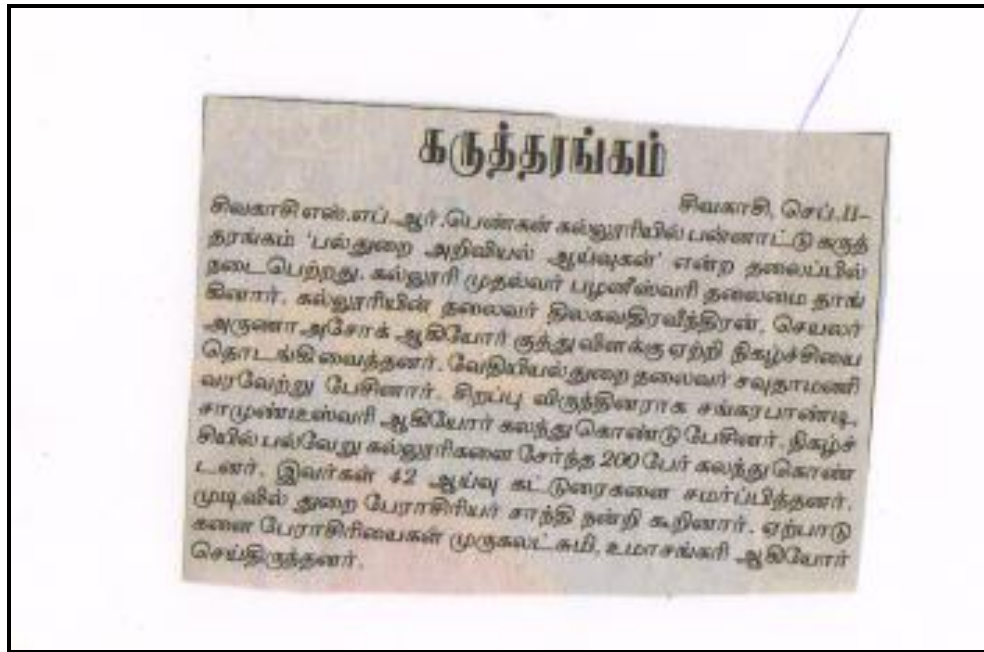 கருத்தரங்கம்
சிவகாசி, செப்.11–
சிவகாசி எஸ்.எப்.ஆர்.பெண்கள் கல்லூரியில் பன்னாட்டு கருத்
தரங்கம் 'பல்துறை அறிவியல் ஆய்வுகள்' என்ற தலைப்பில்
நடைபெற்றது. கல்லூரி முதல்வர் பழனீஸ்வரி தலைமை தாங்
கினார். கல்லூரியின் தலைவர் திலகவதிரவீந்திரன், செயலர்
அருணா அசோக் ஆகியோர் குத்து விளக்கு ஏற்றி நிகழ்ச்சியை
தொடங்கிவைத்தனர். வேதியியல்துறை தலைவர் சவுதாமணி
வரவேற்று பேசினார். சிறப்பு விருந்தினராக சங்கரபாண்டி,
ஆகியோர் கலந்து கொண்டு பேசினர். நிகழ்ச்
சியில் பல்வேறு கல்லூரிகளை சேர்ந்த 200 பேர் கலந்து கொண்
டனர். இவர்கள் 42 ஆய்வு கட்டுரைகளை சமர்ப்பித்தனர்.
முடிவில் துறை பேராசிரியர் சாந்தி நன்றி கூறினார். ஏற்பாடு
களை பேராசிரியைகள் முருகலட்சுமி, உமாசங்கரி ஆகியோர்
செய்திருந்தனர்.